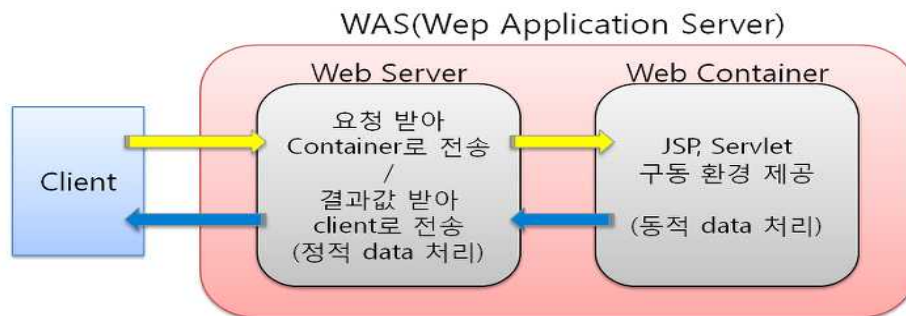 WAS(Wep Application Server)
Web Server
Web Container
Client
요청 받아
Container로 전송
/
결과값 받아
client로 전송
(정적 data 처리)
JSP, Servlet
구동 환경 제공
(동적 data 처리)